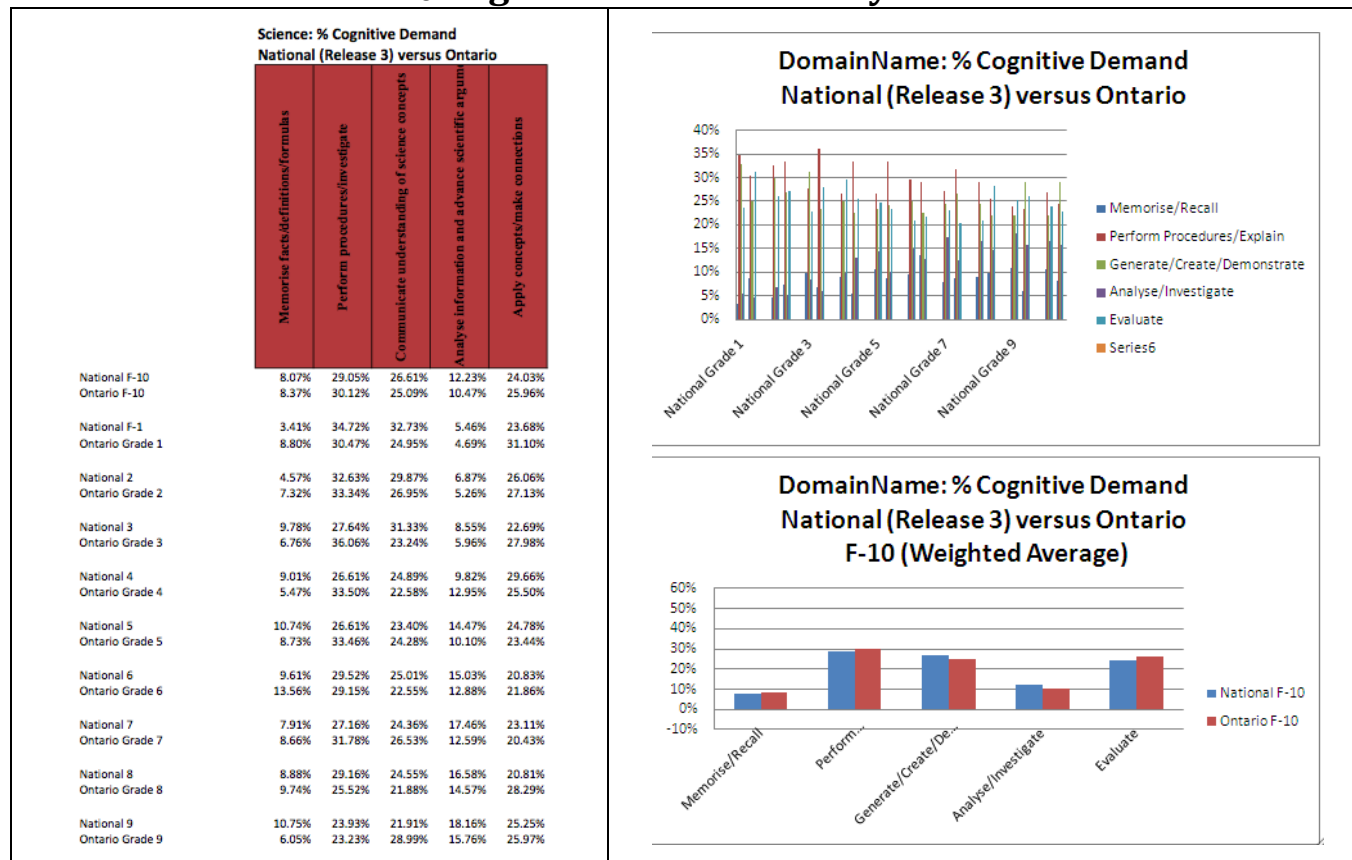 Science: % Cognitive Demand
National (Release 3) versus Ontario
Memorise facts/definitions/formulas
Perform procedures/investigate
Communicate understanding of science concepts
Analyse information and advance scientific argume
Apply concepts/make connections
National F-10 8.07% 29.05% 26.61% 12.23% 24.03%
Ontario F-10 8.37% 30.12% 25.09% 10.47% 25.96%
National F-1 3.41% 34.72% 32.73% 5.46% 23.68%
Ontario Grade 1 8.80% 30.47% 24.95% 4.69% 31.10%
National 2 4.57% 32.63% 29.87% 6.87% 26.06%
Ontario Grade 2 7.32% 33.34% 26.95% 5.26% 27.13%
National 3 9.78% 27.64% 31.33% 8.55% 22.69%
Ontario Grade 3 6.76% 36.06% 23.24% 5.96% 27.98%
National 4 9.01% 26.61% 24.89% 9.82% 29.66%
Ontario Grade 4 5.47% 33.50% 22.58% 12.95% 25.50%
National 5 10.74% 26.61% 23.40% 14.47% 24.78%
Ontario Grade 5 8.73% 33.46% 24.28% 10.10% 23.44%
National 6 9.61% 29.52% 25.01% 15.03% 20.83%
Ontario Grade 6 13.56% 29.15% 22.55% 12.88% 21.86%
National 7 7.91% 27.16% 24.36% 17.46% 23.11%
Ontario Grade 7 8.66% 31.78% 26.53% 12.59% 20.43%
National 8 8.88% 29.16% 24.55% 16.58% 20.81%
Ontario Grade 8 9.74% 25.52% 21.88% 14.57% 28.29%
National 9 10.75% 23.93% 21.91% 18.16% 25.25%
Ontario Grade 9 6.05% 23.23% 28.99% 15.76% 25.97%
DomainName: % Cognitive Demand
National (Release 3) versus Ontario
40%
35%
30%
25%
20%
15%
10%
5%
0%
National Grade 1
National Grade 3
National Grade 5
National Grade 7
National Grade 9
Memorise/Recall
Perform Procedures/Explain
Generate/Create/Demonstrate
Analyse/Investigate
Evaluate
Series6
DomainName: % Cognitive Demand
National (Release 3) versus Ontario
F-10 (Weighted Average)
60%
50%
40%
30%
20%
10%
0%
-10%
Memorise/Recall
Perform...
Generate/Create/De...
Analyse/Investigate
Evaluate
National F-10
Ontario F-10